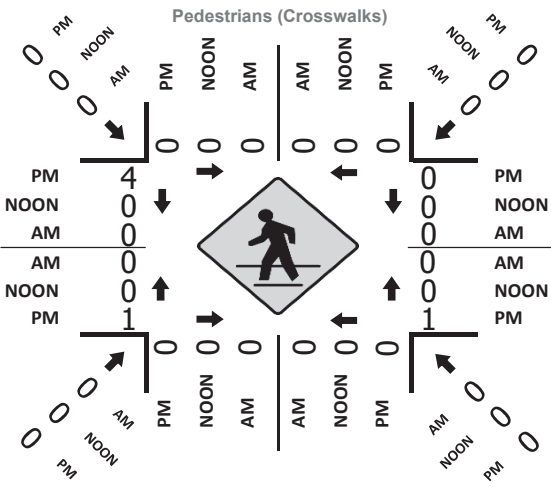 Pedestrians (Crosswalks)
PM NOON AM
0 0 0
PM NOON AM AM NOON PM
0 0 0 0 0 0
PM NOON AM
0 0 0
PM 4 0 PM
NOON 0 0 NOON
AM 0 0 AM
AM 0 0 AM
NOON 0 0 NOON
PM 1 1 PM
0 0 0 0 0 0
PM NOON AM AM NOON PM
0 0 0
AM NOON PM
0 0 0
AM NOON PM